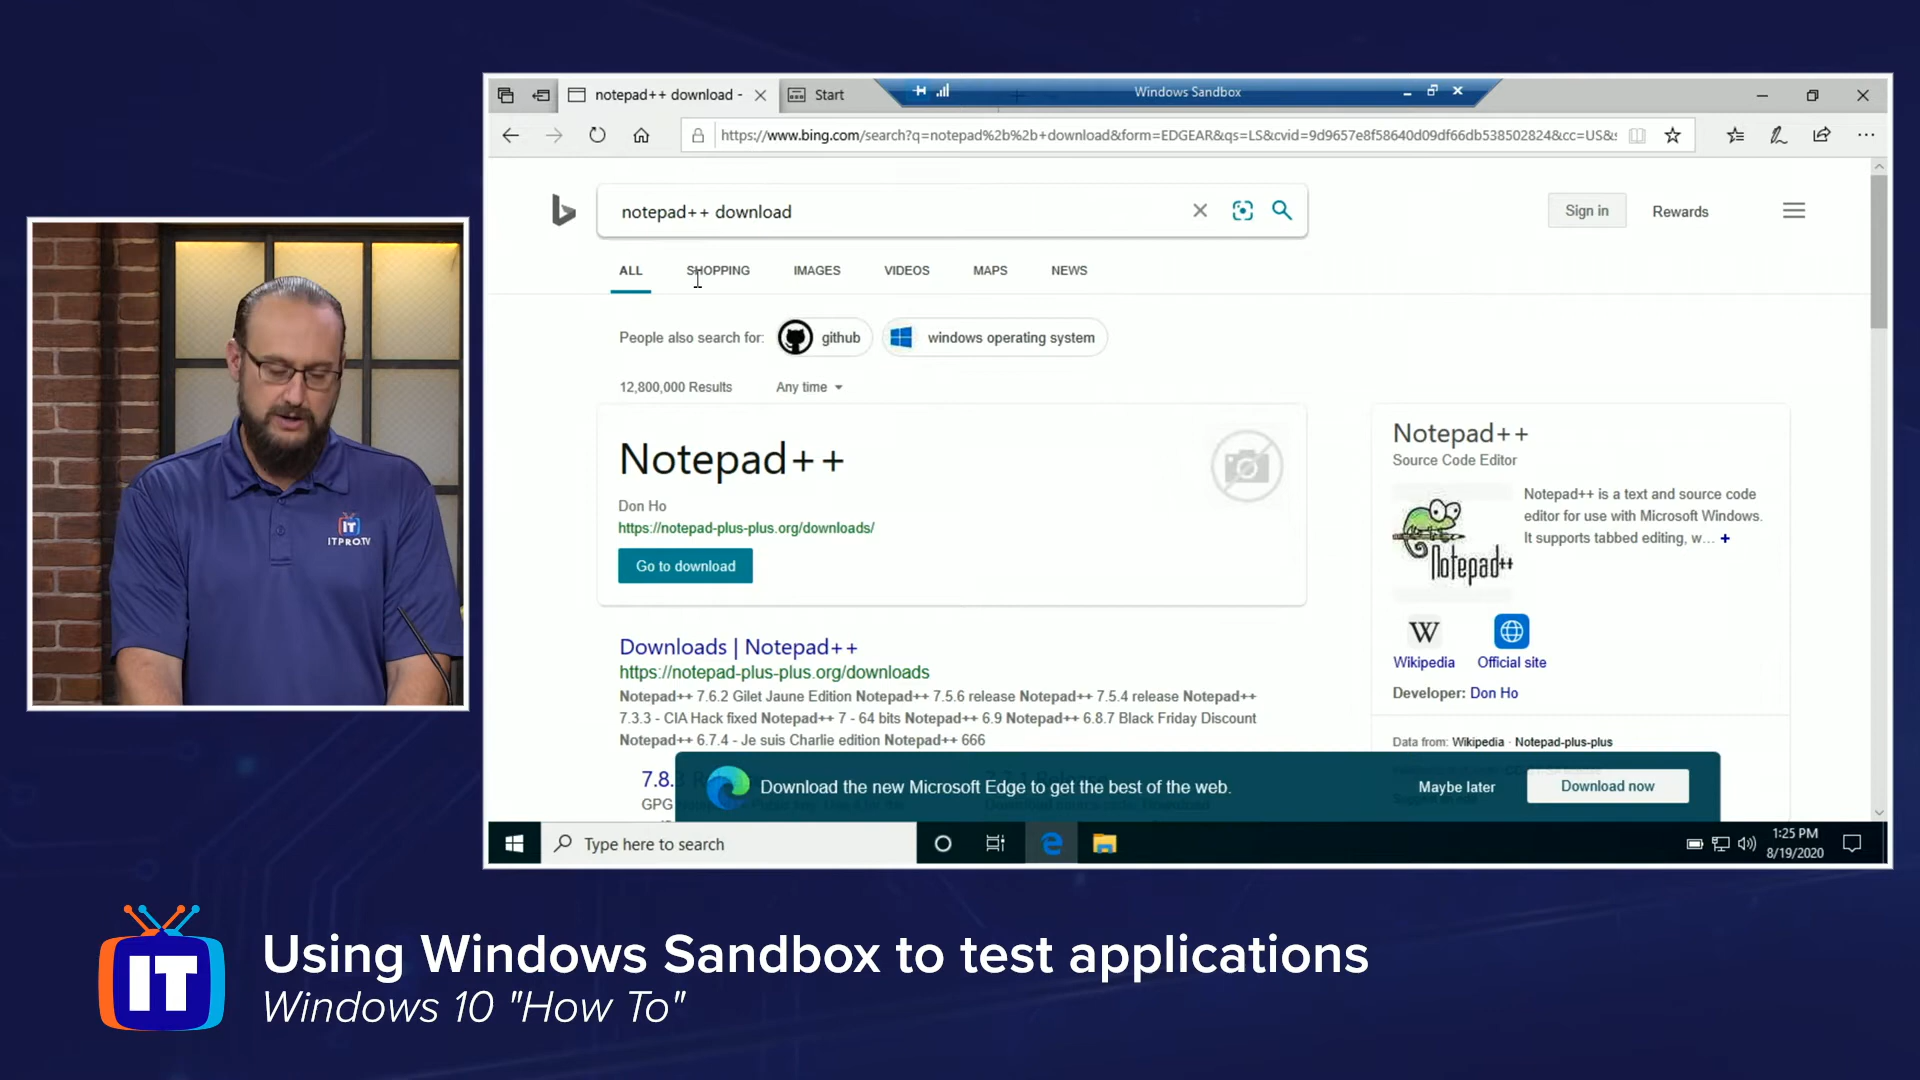 notepad++ download -
Start
Windows Sandbox
https://www.bing.com/search?q=notepad%2b%2b+download&form=EDGEAR&qs=LS&cvid=9d9657e8f58640d09df66db538502824&cc=US&s
notepad++ download
Sign in
Rewards
ALL
SHOPPING
IMAGES
VIDEOS
MAPS
NEWS
People also search for:
github
windows operating system
12,800,000 Results
Any time
Notepad++
Don Ho
https://notepad-plus-plus.org/downloads/
Go to download
Downloads | Notepad++
https://notepad-plus-plus.org/downloads
Notepad++ 7.6.2 Gilet Jaune Edition Notepad++ 7.5.6 release Notepad++ 7.5.4 release Notepad++
7.3.3 - CIA Hack fixed Notepad++ 7 - 64 bits Notepad++ 6.9 Notepad++ 6.8.7 Black Friday Discount
Notepad++ 6.7.4 - Je suis Charlie edition Notepad++ 666
7.8.
GPG
Notepad++
Source Code Editor
Notepad++
Notepad++ is a text and source code
editor for use with Microsoft Windows.
It supports tabbed editing, w... +
W
Wikipedia
Official site
Developer: Don Ho
Data from: Wikipedia · Notepad-plus-plus
Download the new Microsoft Edge to get the best of the web.
Maybe later
Download now
Type here to search
1:25 PM
8/19/2020
IT
ITPRO.TV
IT
Using Windows Sandbox to test applications
Windows 10 "How To"